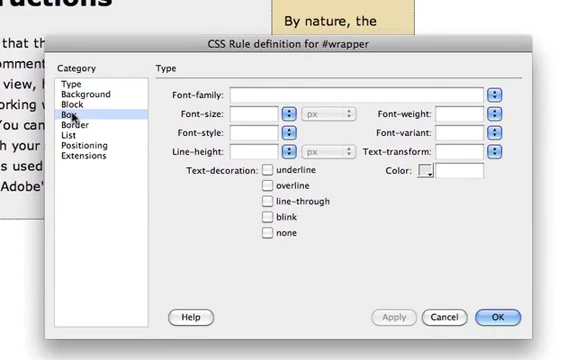 ructions
By nature, the
that th
CSS Rule definition for #wrapper
omment
Category
Type
view, h
Type
Font-family:
orking w
Background
Block
Font-size:
px
Font-weight:
You can
Box
Border
Font-style:
Font-variant:
h your
List
s used
Positioning
Line-height:
px
Text-transform:
Adobe'
Extensions
Text-decoration:
underline
Color:
overline
line-through
blink
none
Help
Apply
Cancel
OK